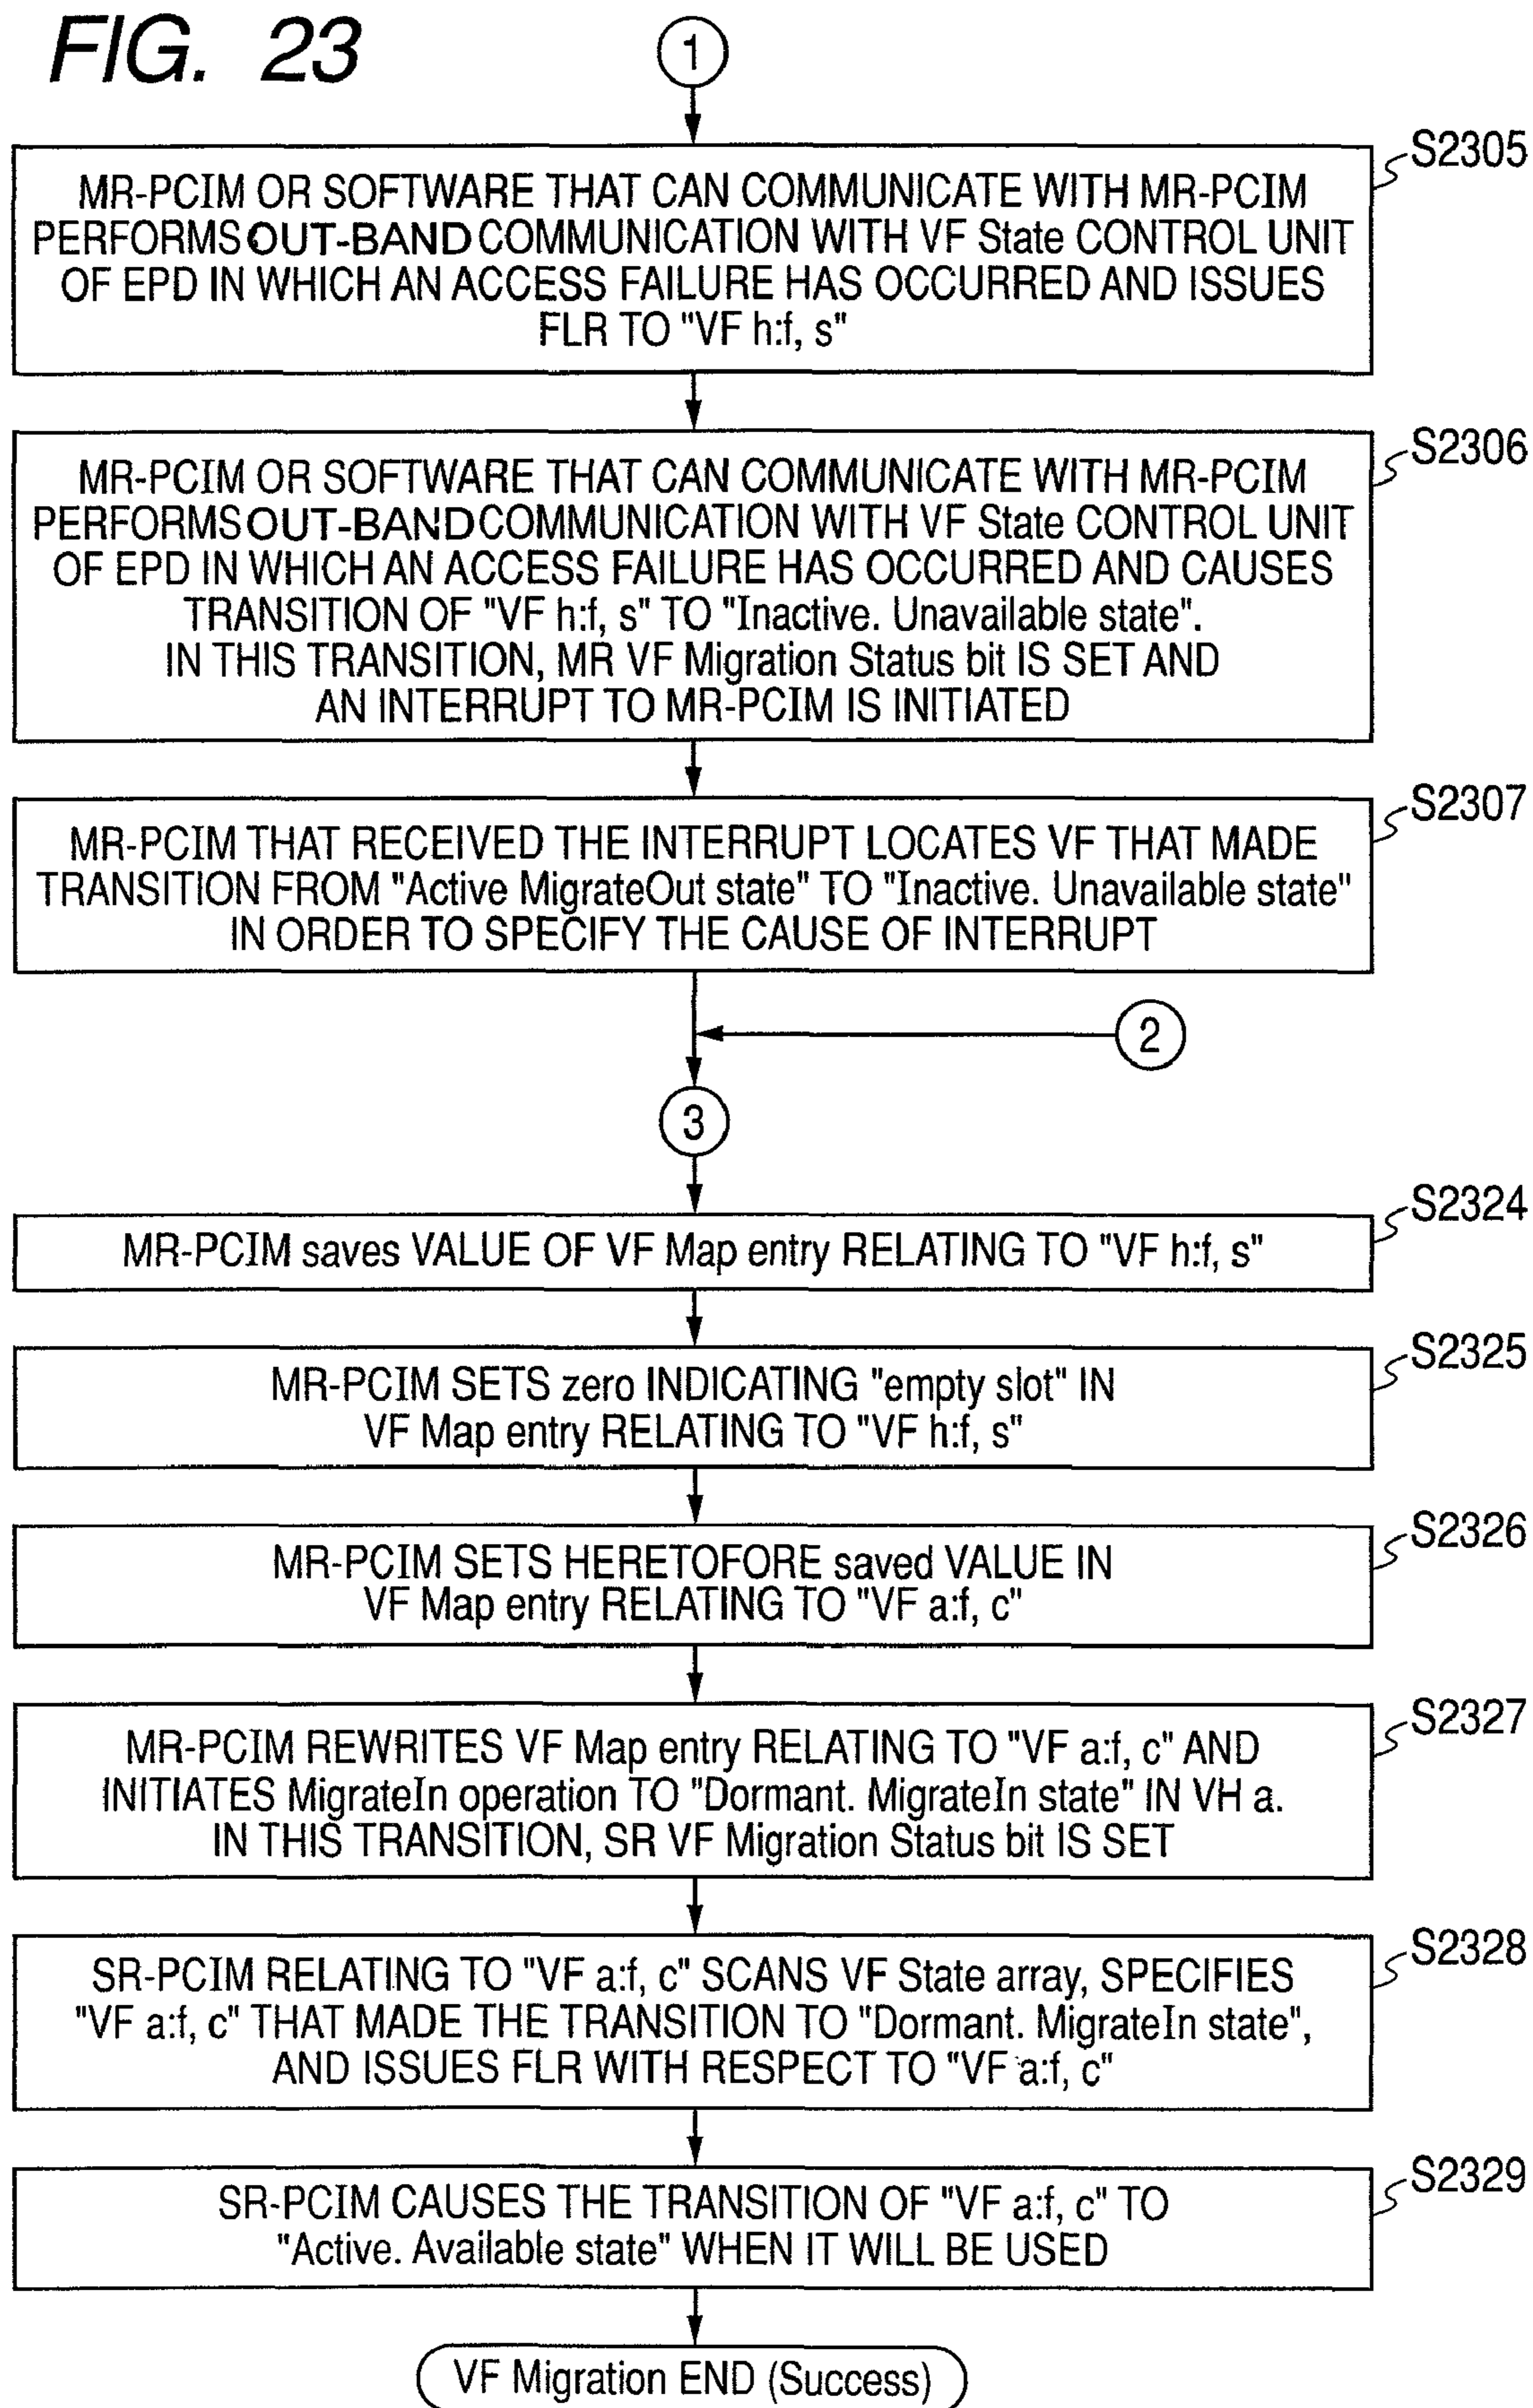 FIG. 23
1
S2305
MR-PCIM OR SOFTWARE THAT CAN COMMUNICATE WITH MR-PCIM
PERFORMS OUT-BAND COMMUNICATION WITH VF State CONTROL UNIT
OF EPD IN WHICH AN ACCESS FAILURE HAS OCCURRED AND ISSUES
FLR TO "VF h:f, s"
S2306
MR-PCIM OR SOFTWARE THAT CAN COMMUNICATE WITH MR-PCIM
PERFORMS OUT-BAND COMMUNICATION WITH VF State CONTROL UNIT
OF EPD IN WHICH AN ACCESS FAILURE HAS OCCURRED AND CAUSES
TRANSITION OF "VF h:f, s" TO "Inactive. Unavailable state".
IN THIS TRANSITION, MR VF Migration Status bit IS SET AND
AN INTERRUPT TO MR-PCIM IS INITIATED
S2307
MR-PCIM THAT RECEIVED THE INTERRUPT LOCATES VF THAT MADE
TRANSITION FROM "Active MigrateOut state" TO "Inactive. Unavailable state"
IN ORDER TO SPECIFY THE CAUSE OF INTERRUPT
2
3
S2324
MR-PCIM saves VALUE OF VF Map entry RELATING TO "VF h:f, s"
S2325
MR-PCIM SETS zero INDICATING "empty slot" IN
VF Map entry RELATING TO "VF h:f, s"
S2326
MR-PCIM SETS HERETOFORE saved VALUE IN
VF Map entry RELATING TO "VF a:f, c"
S2327
MR-PCIM REWRITES VF Map entry RELATING TO "VF a:f, c" AND
INITIATES MigrateIn operation TO "Dormant. MigrateIn state" IN VH a.
IN THIS TRANSITION, SR VF Migration Status bit IS SET
S2328
SR-PCIM RELATING TO "VF a:f, c" SCANS VF State array, SPECIFIES
"VF a:f, c" THAT MADE THE TRANSITION TO "Dormant. MigrateIn state",
AND ISSUES FLR WITH RESPECT TO "VF a:f, c"
S2329
SR-PCIM CAUSES THE TRANSITION OF "VF a:f, c" TO
"Active. Available state" WHEN IT WILL BE USED
VF Migration END (Success)